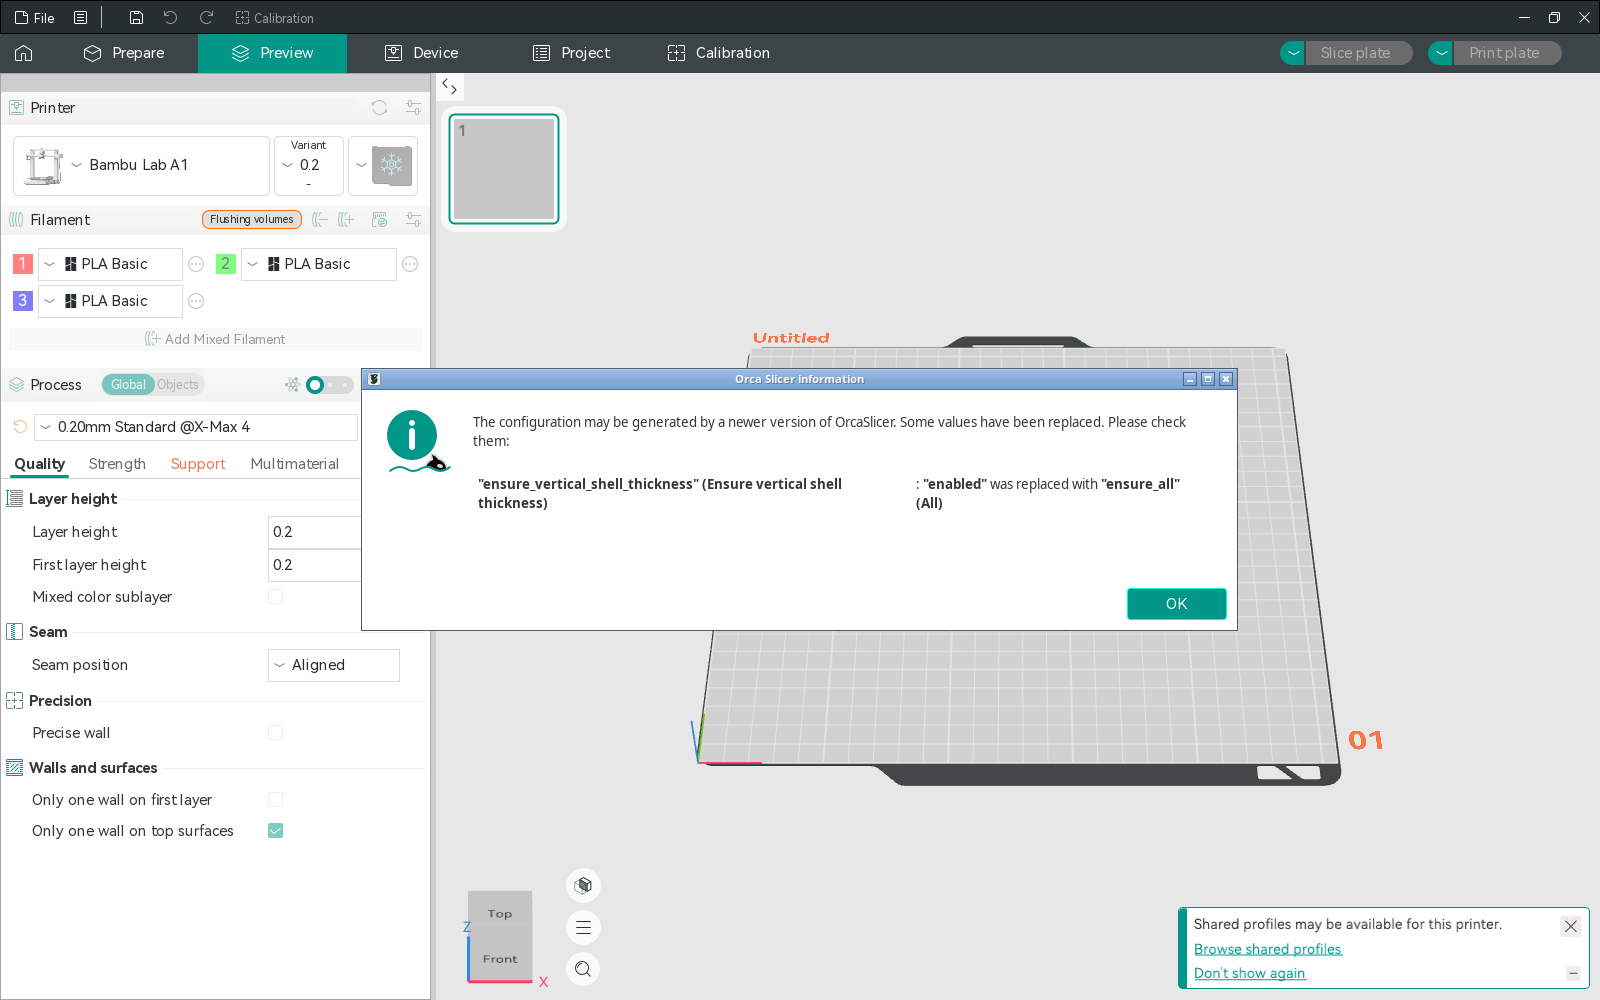 File
Calibration
Prepare
Preview
Device
Project
Calibration
Slice plate
Print plate
Printer
Bambu Lab A1
Variant
0.2
-
Filament
Flushing volumes
1 PLA Basic
2 PLA Basic
3 PLA Basic
Add Mixed Filament
Process
Global Objects
0.20mm Standard @X-Max 4
Quality Strength Support Multimaterial
Layer height
Layer height 0.2
First layer height 0.2
Mixed color sublayer
Seam
Seam position Aligned
Precision
Precise wall
Walls and surfaces
Only one wall on first layer
Only one wall on top surfaces
1
Untitled
Orca Slicer information
The configuration may be generated by a newer version of OrcaSlicer. Some values have been replaced. Please check
them:
"ensure_vertical_shell_thickness" (Ensure vertical shell
thickness)
: "enabled" was replaced with "ensure_all"
(All)
OK
01
Top
Front
Z
X
Shared profiles may be available for this printer.
Browse shared profiles
Don't show again